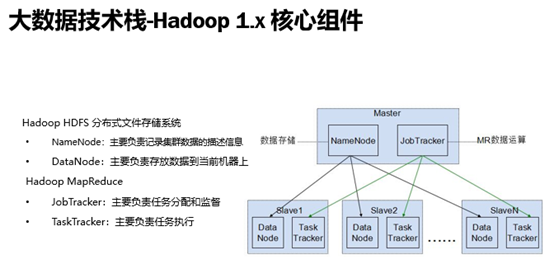 大数据技术栈-Hadoop 1.x 核心组件
Hadoop HDFS 分布式文件存储系统
• NameNode：主要负责记录集群数据的描述信息
• DataNode：主要负责存放数据到当前机器上
Hadoop MapReduce
• JobTracker：主要负责任务分配和监督
• TaskTracker：主要负责任务执行
Master
数据存储
NameNode
JobTracker
MR数据运算
Slave1
Slave2
SlaveN
Data
Node
Task
Tracker
Data
Node
Task
Tracker
......
Data
Node
Task
Tracker